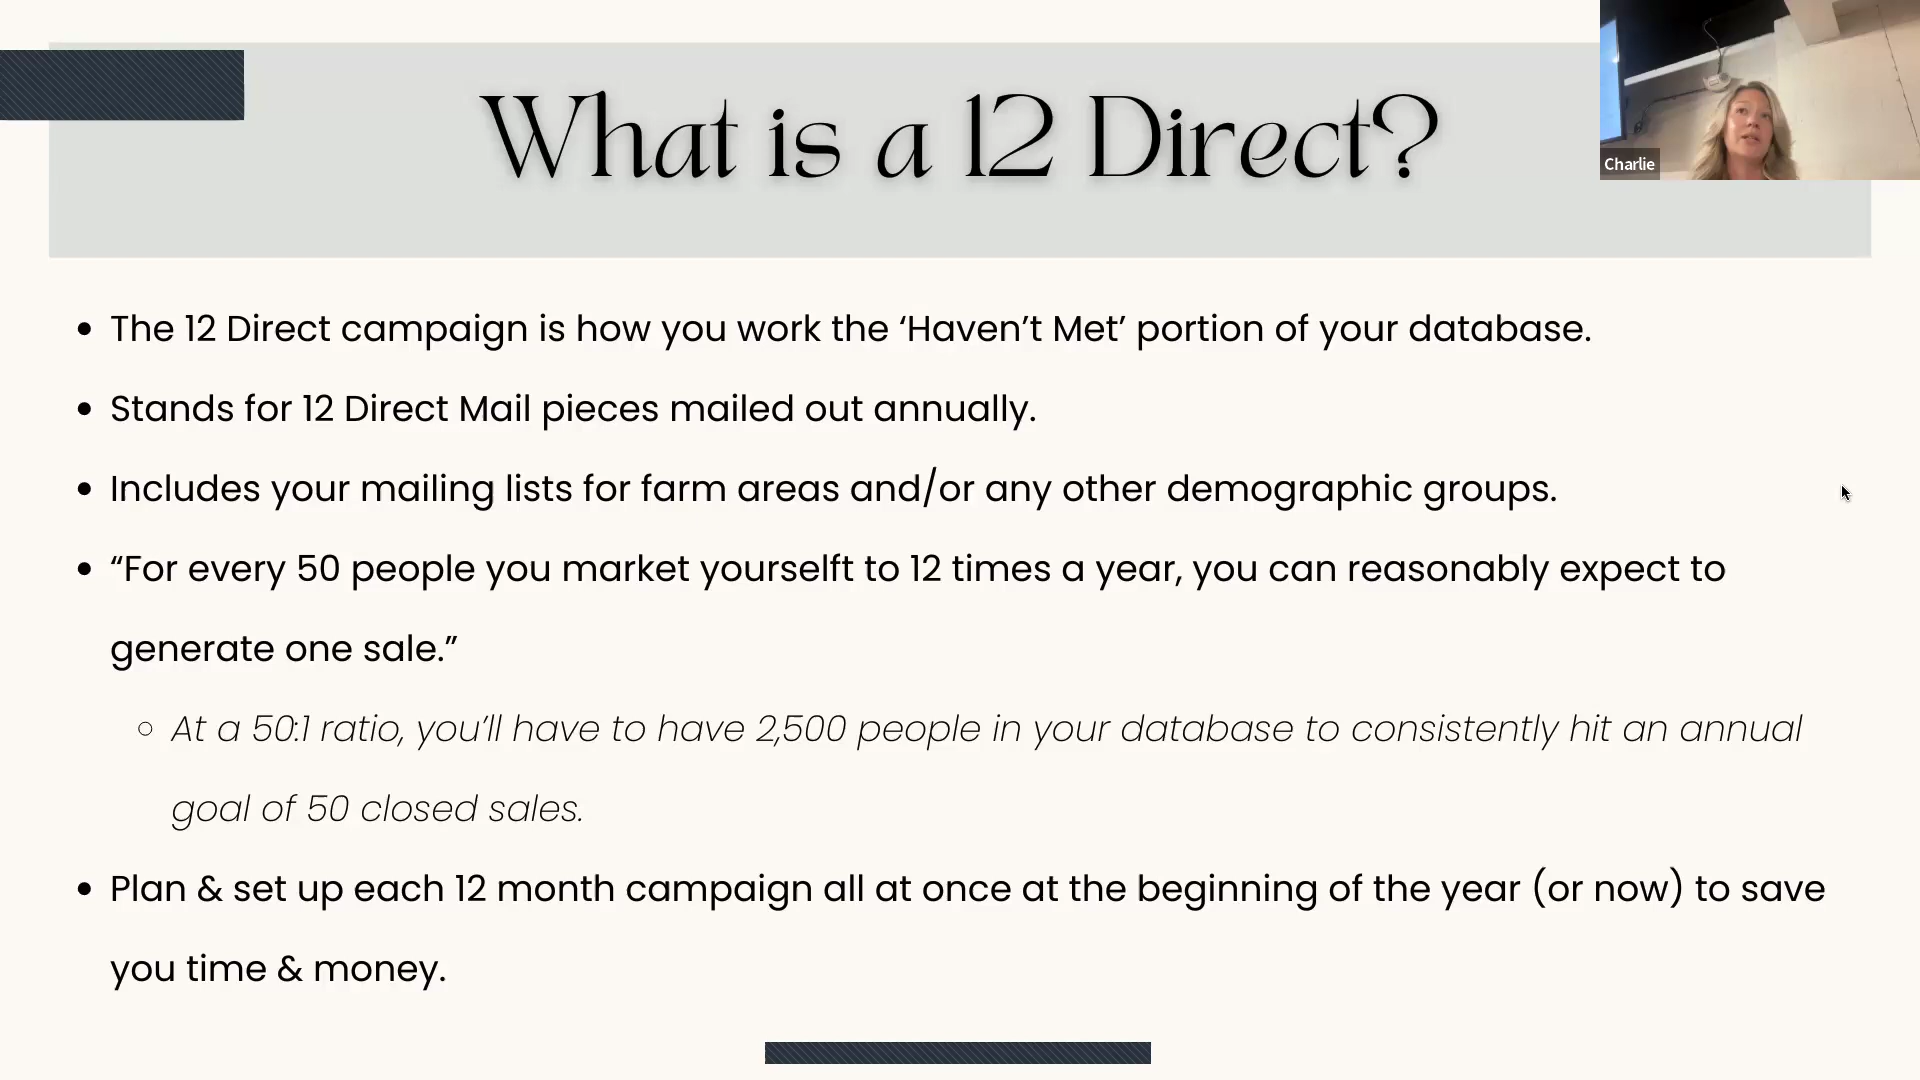 What is a 12 Direct?
Charlie
• The 12 Direct campaign is how you work the ‘Haven’t Met’ portion of your database.
• Stands for 12 Direct Mail pieces mailed out annually.
• Includes your mailing lists for farm areas and/or any other demographic groups.
• “For every 50 people you market yourselft to 12 times a year, you can reasonably expect to
generate one sale.”
◦ At a 50:1 ratio, you’ll have to have 2,500 people in your database to consistently hit an annual
goal of 50 closed sales.
• Plan & set up each 12 month campaign all at once at the beginning of the year (or now) to save
you time & money.